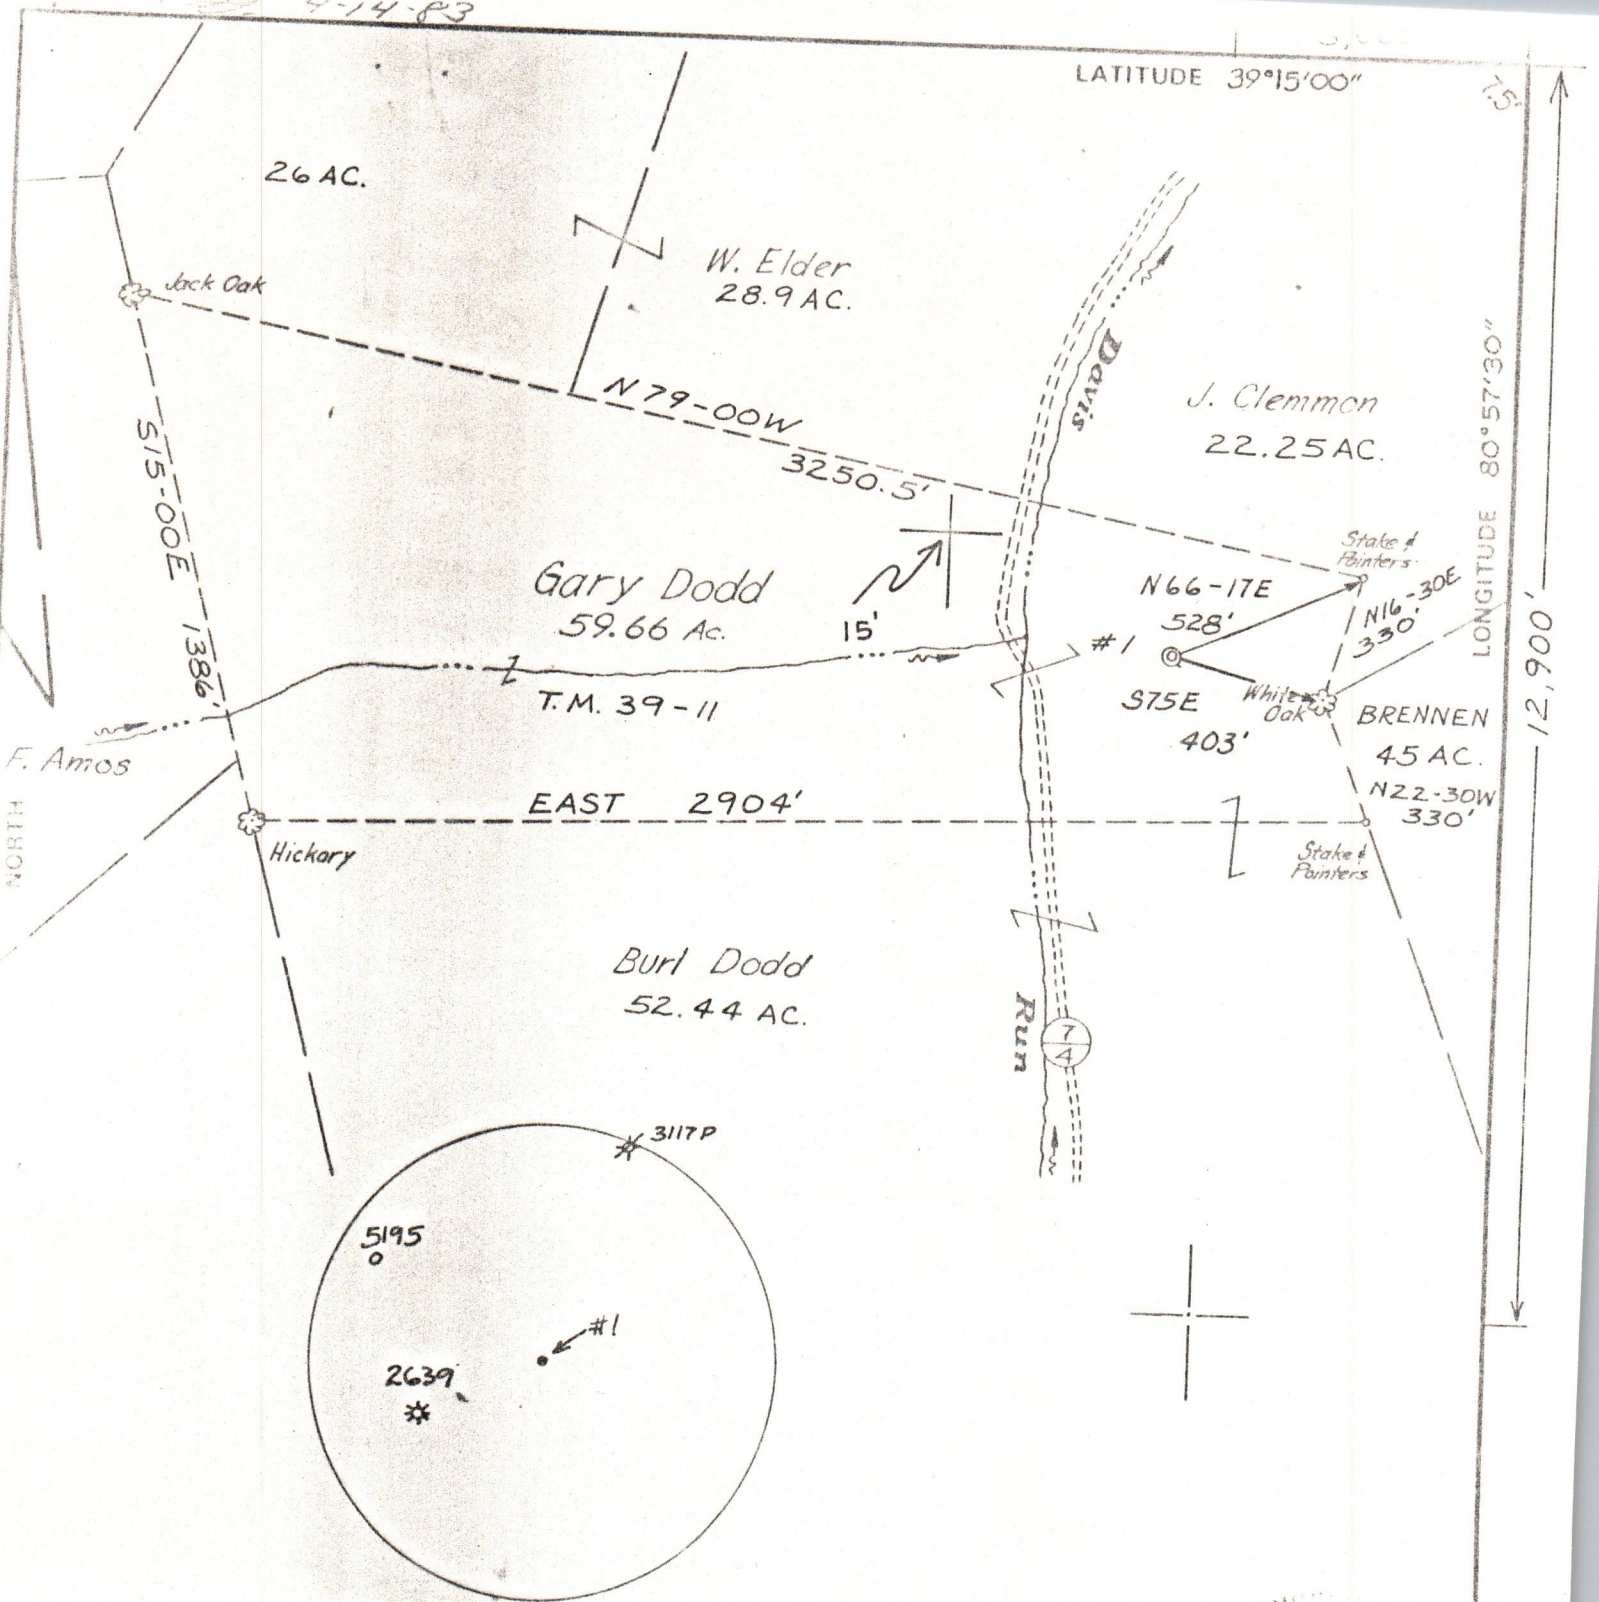 4-14-83
LATITUDE 39°15'00"
7.5'
26 AC.
Jack Oak
W. Elder
28.9 AC.
Davis
J. Clemmon
22.25 AC.
LONGITUDE 80°57'30"
12,900'
N 79-00W
3250.5'
S15-00E 1386'
Gary Dodd
59.66 Ac.
15'
T.M. 39-11
Stake &
Pointers
N66-17E
528'
N16-30E
330'
#1
S75E
403'
White
Oak
BRENNEN
45 AC.
N22-30W
330'
F. Amos
NORTH
EAST 2904'
Hickory
Stake &
Pointers
Burl Dodd
52.44 AC.
Run
7
4
3117P
5195
#1
2639